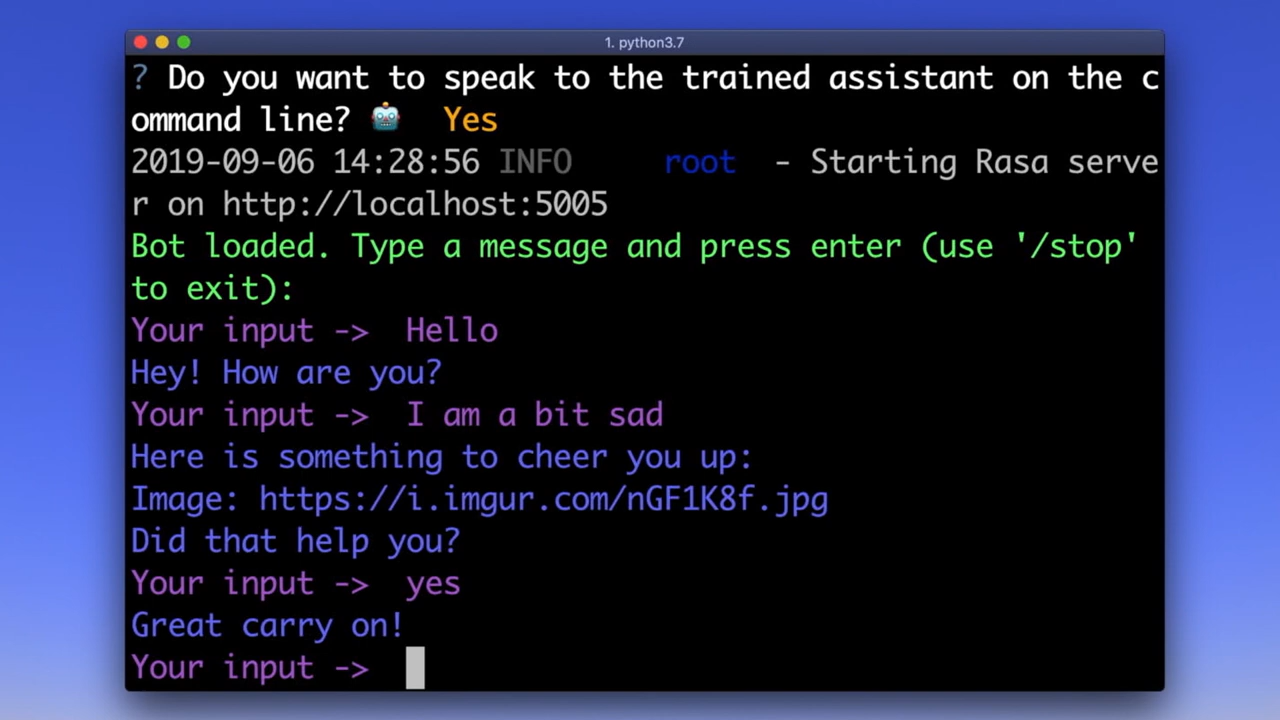 1. python3.7
? Do you want to speak to the trained assistant on the c
ommand line? 🤖 Yes
2019-09-06 14:28:56 INFO root - Starting Rasa serve
r on http://localhost:5005
Bot loaded. Type a message and press enter (use '/stop'
to exit):
Your input -> Hello
Hey! How are you?
Your input -> I am a bit sad
Here is something to cheer you up:
Image: https://i.imgur.com/nGF1K8f.jpg
Did that help you?
Your input -> yes
Great carry on!
Your input ->